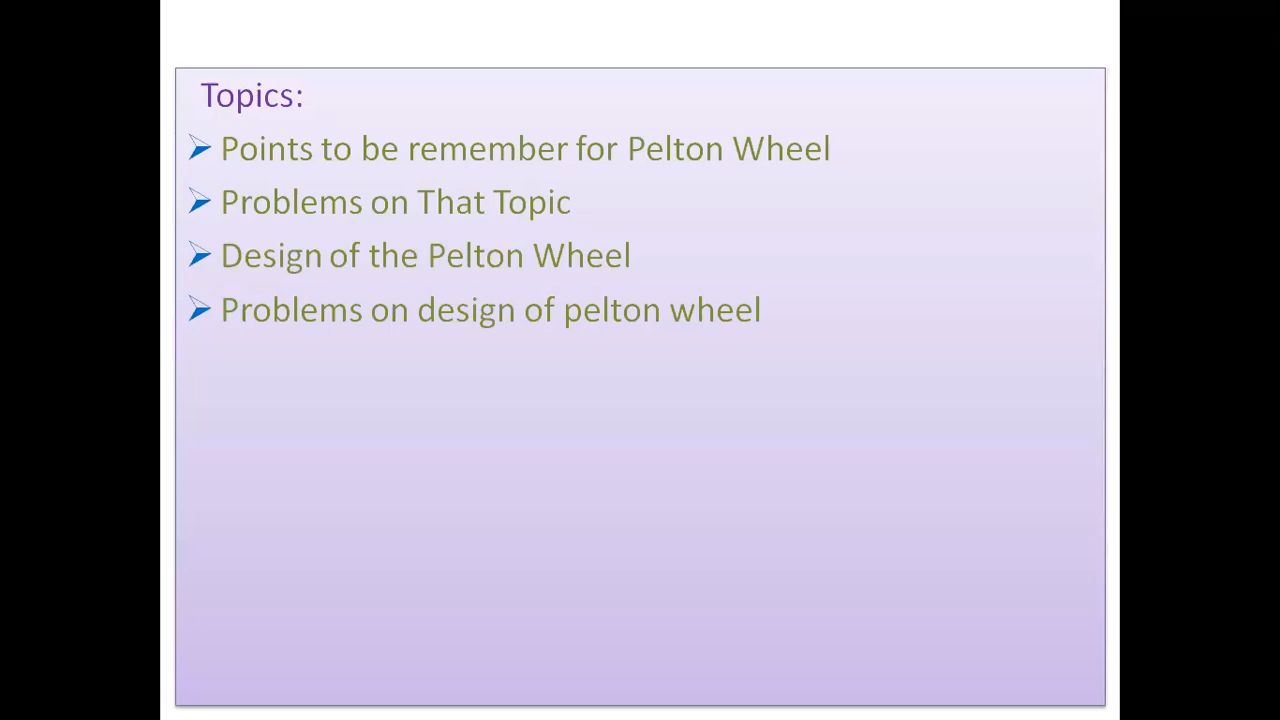 Topics:
Points to be remember for Pelton Wheel
Problems on That Topic
Design of the Pelton Wheel
Problems on design of pelton wheel